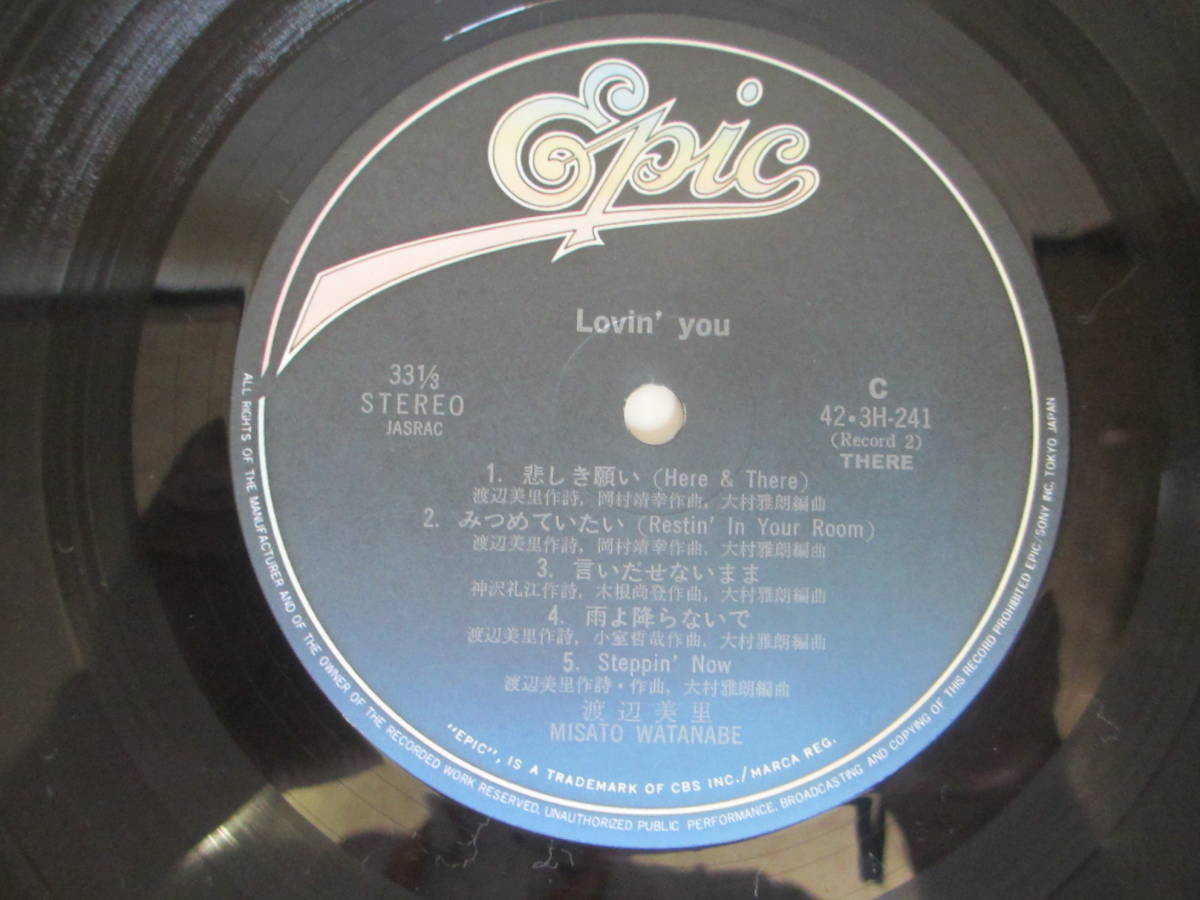 Epic
Lovin' you
33⅓
STEREO
JASRAC
C
42・3H-241
(Record 2)
THERE
1. 悲しき願い (Here & There)
渡辺美里作詩, 岡村靖幸作曲, 大村雅朗編曲
2. みつめていたい (Restin' In Your Room)
渡辺美里作詩, 岡村靖幸作曲, 大村雅朗編曲
3. 言いだせないまま
神沢礼江作詩, 木根尚登作曲, 大村雅朗編曲
4. 雨よ降らないで
渡辺美里作詩, 小室哲哉作曲, 大村雅朗編曲
5. Steppin' Now
渡辺美里作詩・作曲, 大村雅朗編曲
渡辺美里
MISATO WATANABE
"EPIC", IS A TRADEMARK OF CBS INC./MARCA REG.
ALL RIGHTS OF THE MANUFACTURER AND OF THE OWNER OF THE RECORDED WORK RESERVED, UNAUTHORIZED PUBLIC PERFORMANCE, BROADCASTING AND COPYING OF THIS RECORD PROHIBITED EPIC/SONY INC. TOKYO JAPAN